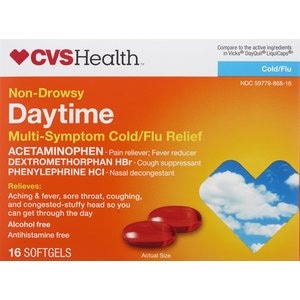 CVSHealth™
Compare to the active ingredients
in Vicks® DayQuil® LiquiCaps®†
Cold/Flu
NDC 59779-868-16
Non-Drowsy
Daytime
Multi-Symptom Cold/Flu Relief
ACETAMINOPHEN - Pain reliever; Fever reducer
DEXTROMETHORPHAN HBr - Cough suppressant
PHENYLEPHRINE HCl - Nasal decongestant
Relieves:
Aching & fever, sore throat, coughing,
and congested-stuffy head so you
can get through the day
Alcohol free
Antihistamine free
16 SOFTGELS
Actual Size